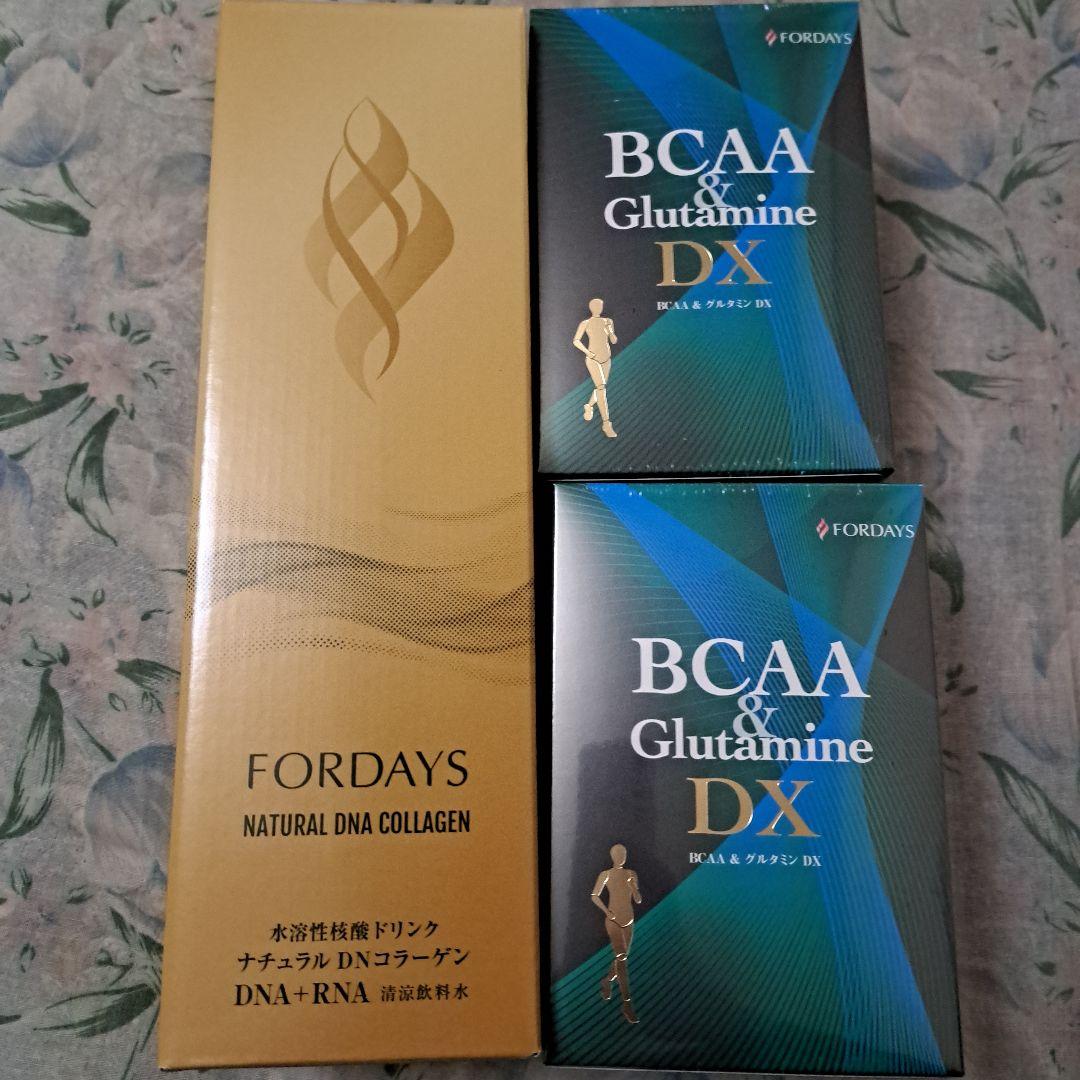 FORDAYS
NATURAL DNA COLLAGEN
水溶性核酸ドリンク
ナチュラル DNコラーゲン
DNA+RNA 清涼飲料水
FORDAYS
BCAA
&
Glutamine
DX
BCAA & グルタミン DX
FORDAYS
BCAA
&
Glutamine
DX
BCAA & グルタミン DX